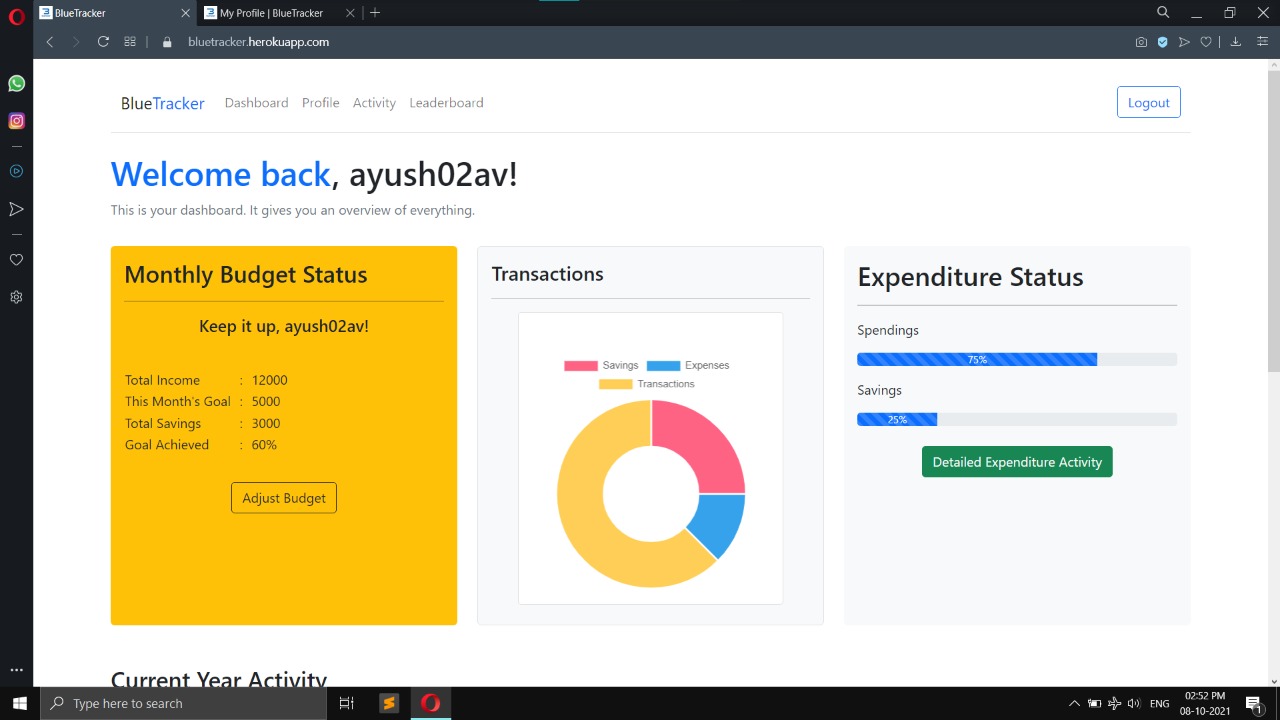 BlueTracker
My Profile | BlueTracker
bluetracker.herokuapp.com
BlueTracker Dashboard Profile Activity Leaderboard Logout
Welcome back, ayush02av!
This is your dashboard. It gives you an overview of everything.
Monthly Budget Status
Keep it up, ayush02av!
Total Income : 12000
This Month's Goal : 5000
Total Savings : 3000
Goal Achieved : 60%
Adjust Budget
Transactions
Savings Expenses
Transactions
Expenditure Status
Spendings
75%
Savings
25%
Detailed Expenditure Activity
Current Year Activity
Type here to search
ENG
02:52 PM
08-10-2021
1